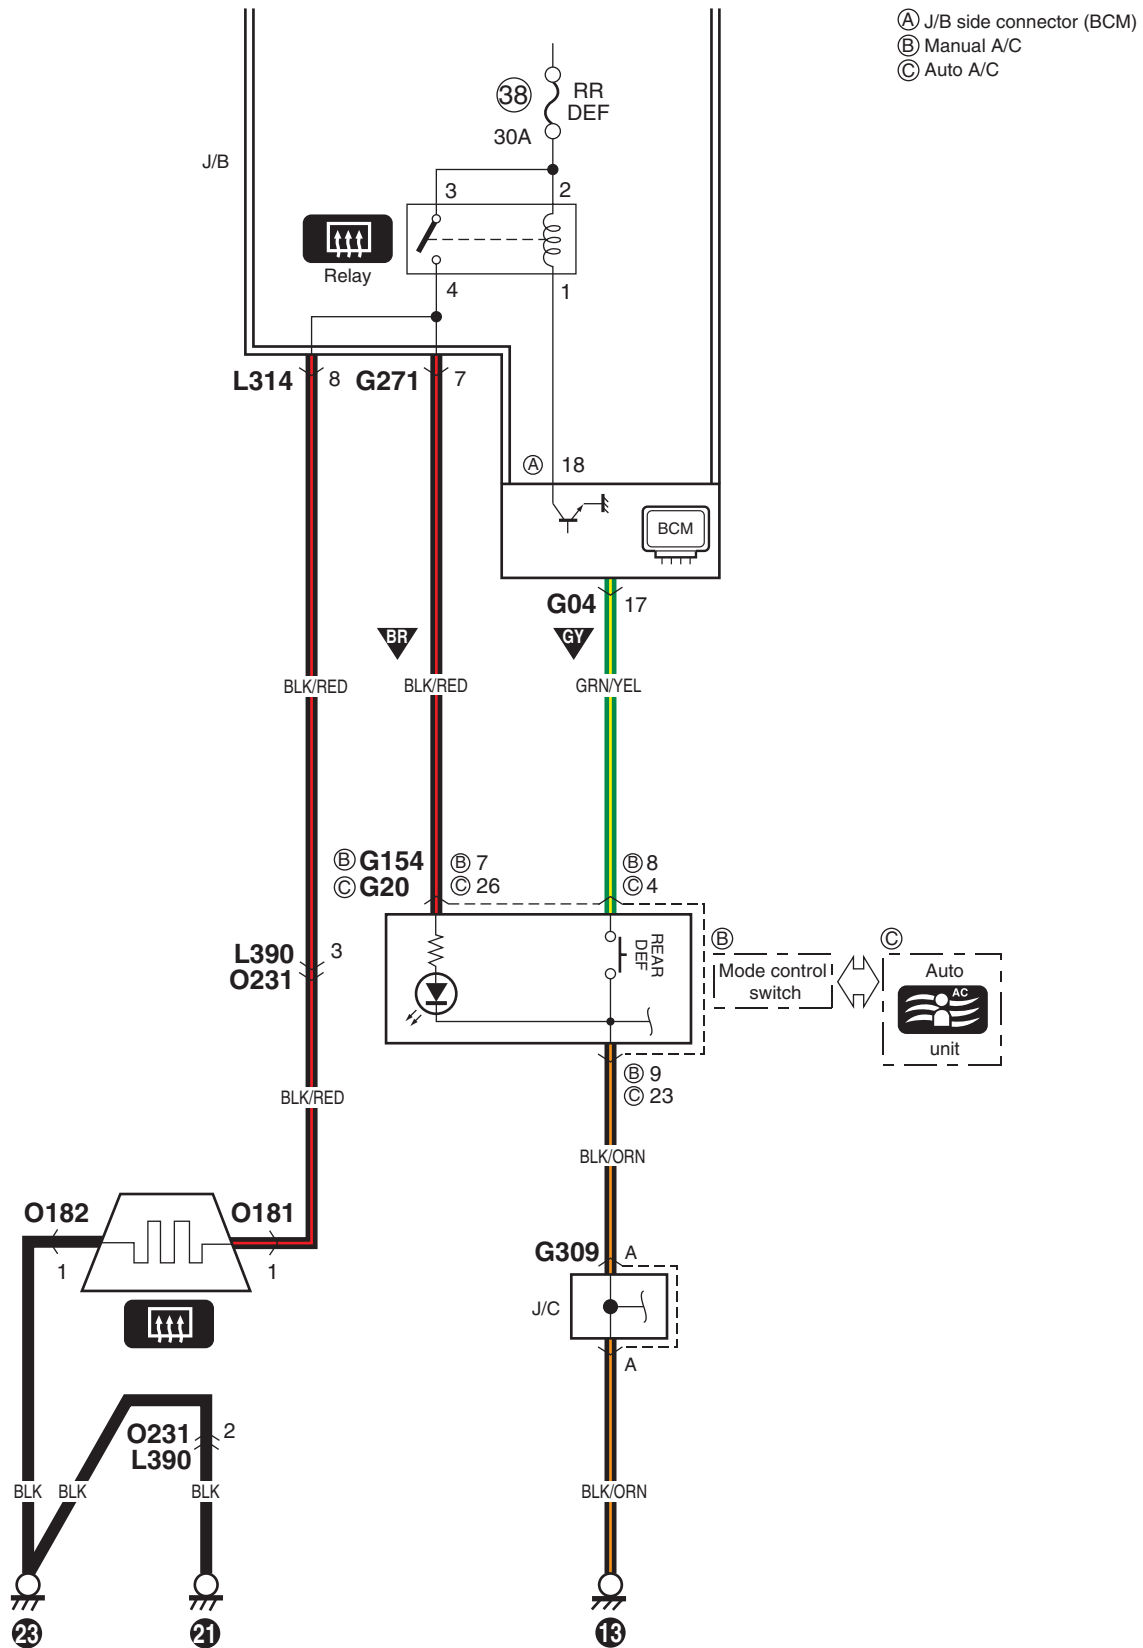 Ⓐ J/B side connector (BCM)
Ⓑ Manual A/C
Ⓒ Auto A/C
38
RR
DEF
30A
J/B
3
2
Relay
4
1
L314
8
G271
7
Ⓐ
18
BCM
G04
17
BR
GY
BLK/RED
BLK/RED
GRN/YEL
Ⓑ G154
Ⓒ G20
Ⓑ 7
Ⓒ 26
Ⓑ 8
Ⓒ 4
L390
O231
3
REAR
DEF
Ⓑ
Mode control
switch
Ⓒ
Auto
AC
unit
Ⓑ 9
Ⓒ 23
BLK/RED
BLK/ORN
O182
1
O181
1
G309
A
J/C
A
O231
L390
2
BLK
BLK
BLK
BLK/ORN
23
21
13